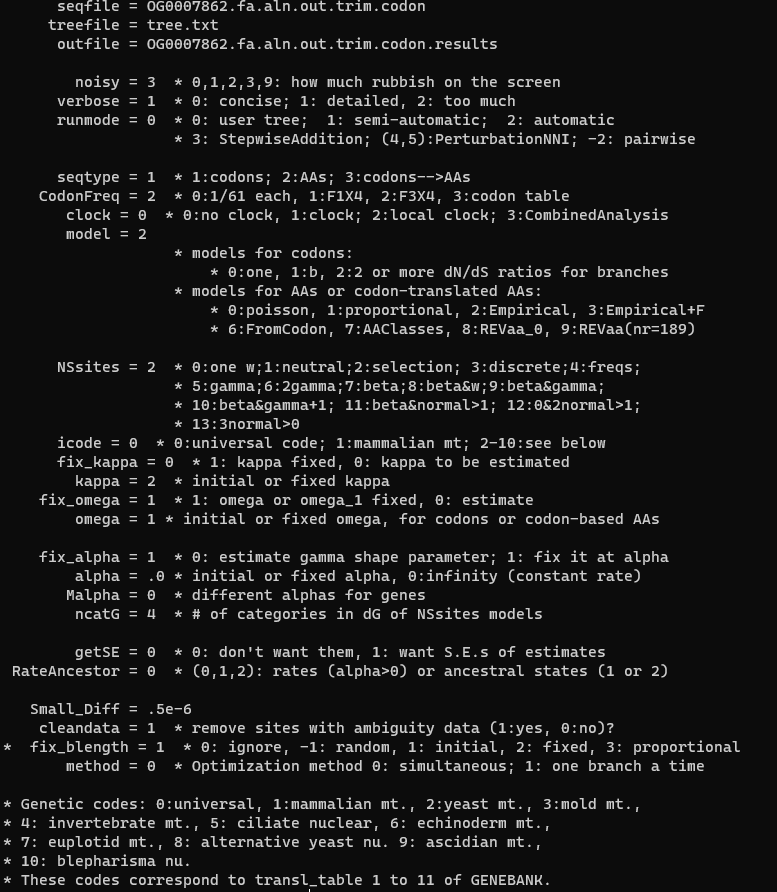 seqfile = OG0007862.fa.aln.out.trim.codon
treefile = tree.txt
outfile = OG0007862.fa.aln.out.trim.codon.results
noisy = 3  * 0,1,2,3,9: how much rubbish on the screen
verbose = 1  * 0: concise; 1: detailed, 2: too much
runmode = 0  * 0: user tree;  1: semi-automatic;  2: automatic
* 3: StepwiseAddition; (4,5):PerturbationNNI; -2: pairwise
seqtype = 1  * 1:codons; 2:AAs; 3:codons-->AAs
CodonFreq = 2  * 0:1/61 each, 1:F1X4, 2:F3X4, 3:codon table
clock = 0  * 0:no clock, 1:clock; 2:local clock; 3:CombinedAnalysis
model = 2
* models for codons:
* 0:one, 1:b, 2:2 or more dN/dS ratios for branches
* models for AAs or codon-translated AAs:
* 0:poisson, 1:proportional, 2:Empirical, 3:Empirical+F
* 6:FromCodon, 7:AAClasses, 8:REVaa_0, 9:REVaa(nr=189)
NSsites = 2  * 0:one w;1:neutral;2:selection; 3:discrete;4:freqs;
* 5:gamma;6:2gamma;7:beta;8:beta&w;9:beta&gamma;
* 10:beta&gamma+1; 11:beta&normal>1; 12:0&2normal>1;
* 13:3normal>0
icode = 0  * 0:universal code; 1:mammalian mt; 2-10:see below
fix_kappa = 0  * 1: kappa fixed, 0: kappa to be estimated
kappa = 2  * initial or fixed kappa
fix_omega = 1  * 1: omega or omega_1 fixed, 0: estimate
omega = 1 * initial or fixed omega, for codons or codon-based AAs
fix_alpha = 1  * 0: estimate gamma shape parameter; 1: fix it at alpha
alpha = .0 * initial or fixed alpha, 0:infinity (constant rate)
Malpha = 0  * different alphas for genes
ncatG = 4  * # of categories in dG of NSsites models
getSE = 0  * 0: don't want them, 1: want S.E.s of estimates
RateAncestor = 0  * (0,1,2): rates (alpha>0) or ancestral states (1 or 2)
Small_Diff = .5e-6
cleandata = 1  * remove sites with ambiguity data (1:yes, 0:no)?
*  fix_blength = 1  * 0: ignore, -1: random, 1: initial, 2: fixed, 3: proportional
method = 0  * Optimization method 0: simultaneous; 1: one branch a time
* Genetic codes: 0:universal, 1:mammalian mt., 2:yeast mt., 3:mold mt.,
* 4: invertebrate mt., 5: ciliate nuclear, 6: echinoderm mt.,
* 7: euplotid mt., 8: alternative yeast nu. 9: ascidian mt.,
* 10: blepharisma nu.
* These codes correspond to transl_table 1 to 11 of GENEBANK.